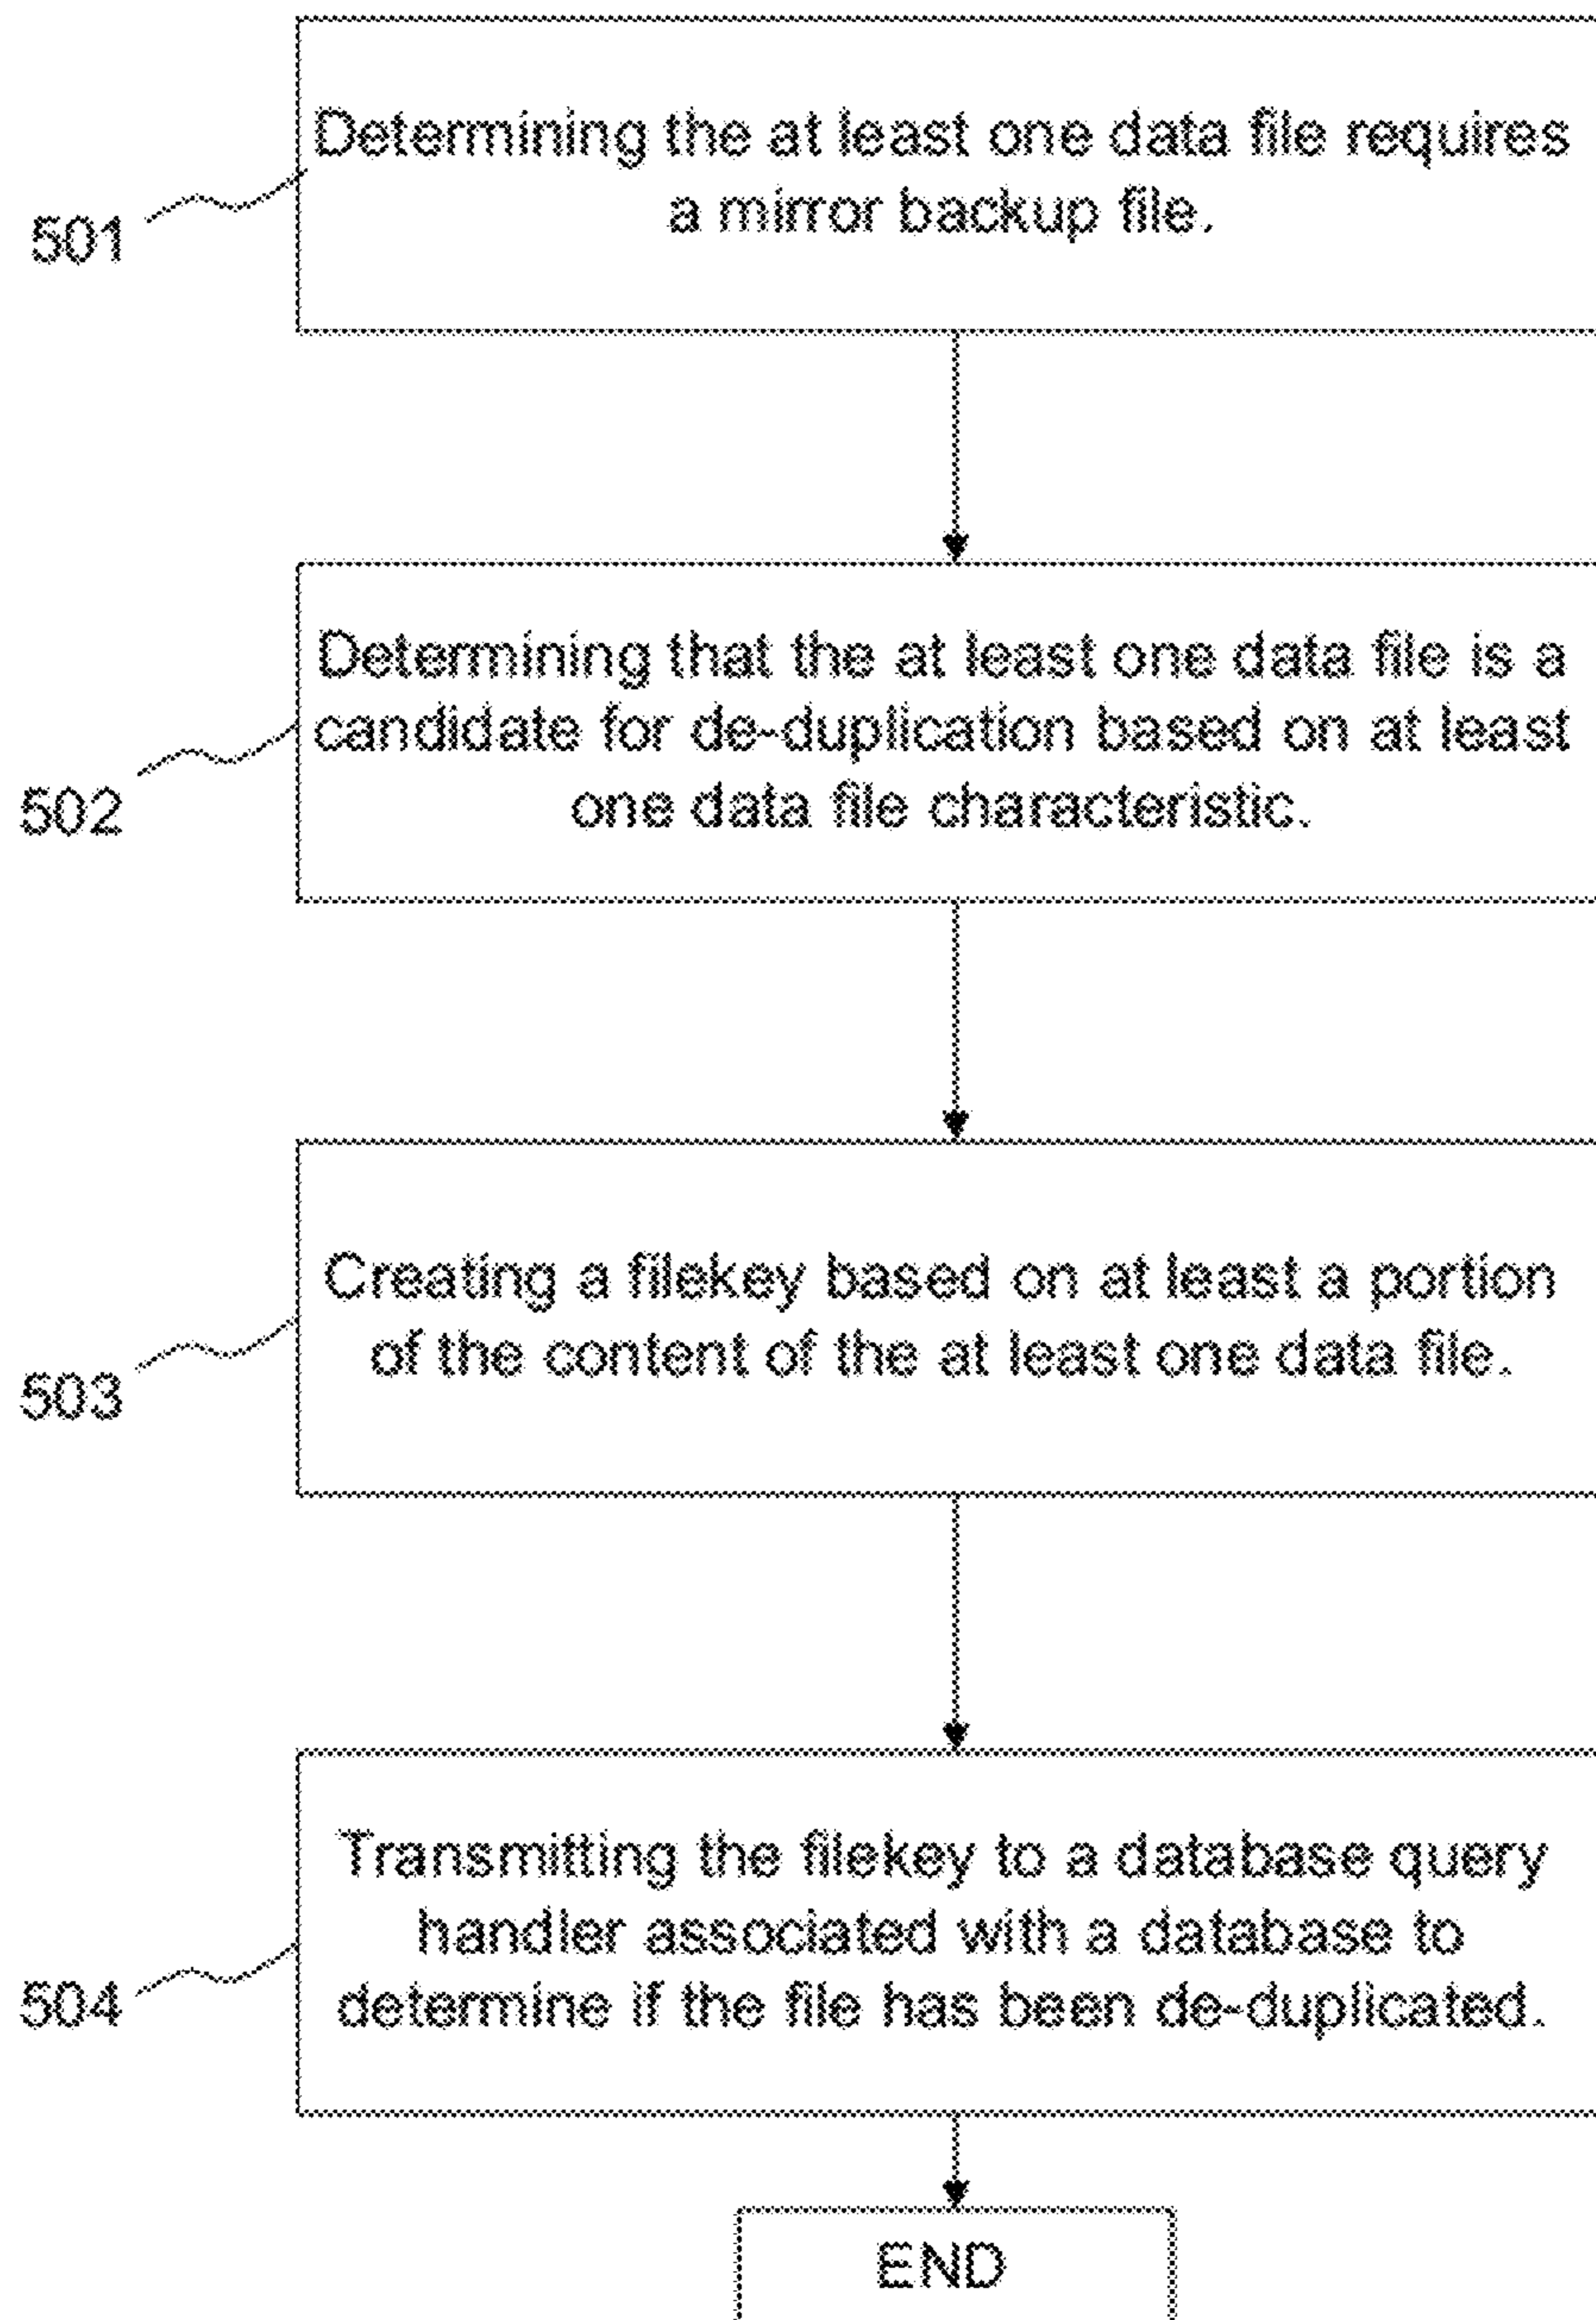 Determining the at least one data file requires
a mirror backup file.
501
Determining that the at least one data file is a
candidate for de-duplication based on at least
one data file characteristic.
502
Creating a filekey based on at least a portion
of the content of the at least one data file.
503
Transmitting the filekey to a database query
handler associated with a database to
determine if the file has been de-duplicated.
504
END